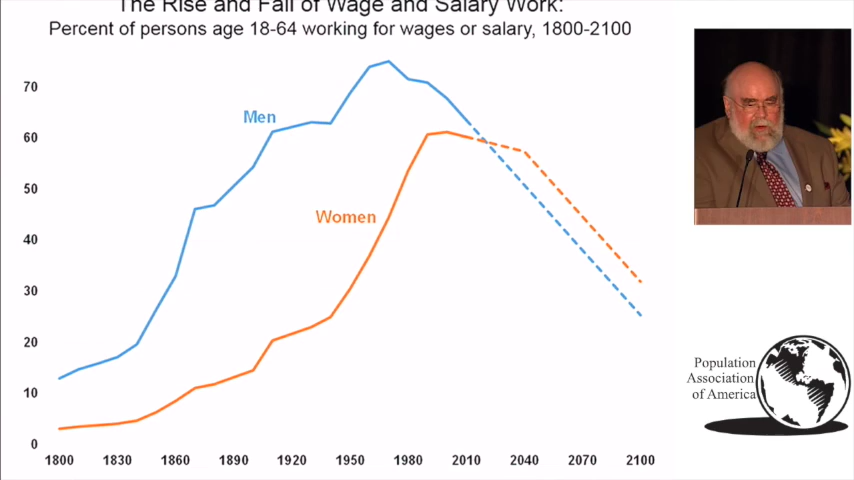 The Rise and Fall of Wage and Salary Work:
Percent of persons age 18-64 working for wages or salary, 1800-2100
70
60
50
40
30
20
10
0
Men
Women
1800 1830 1860 1890 1920 1950 1980 2010 2040 2070 2100
Population
Association
of America